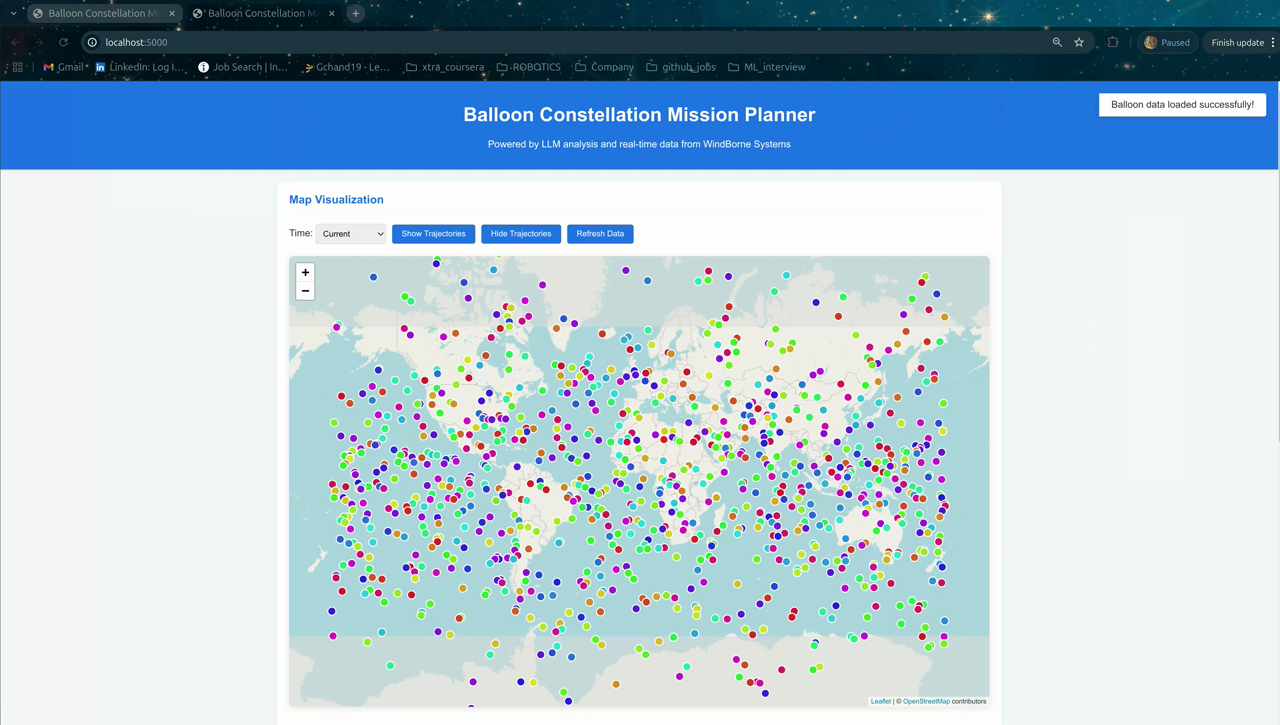 Balloon Constellation Mi
Balloon Constellation M
localhost:5000
Paused
Finish update
Gmail
LinkedIn: Log I...
Job Search | In...
Gchand19 - Le...
xtra_coursera
ROBOTICS
Company
github_jobs
ML_interview
Balloon Constellation Mission Planner
Balloon data loaded successfully!
Powered by LLM analysis and real-time data from WindBorne Systems
Map Visualization
Time: Current Show Trajectories Hide Trajectories Refresh Data
+
−
Leaflet | © OpenStreetMap contributors